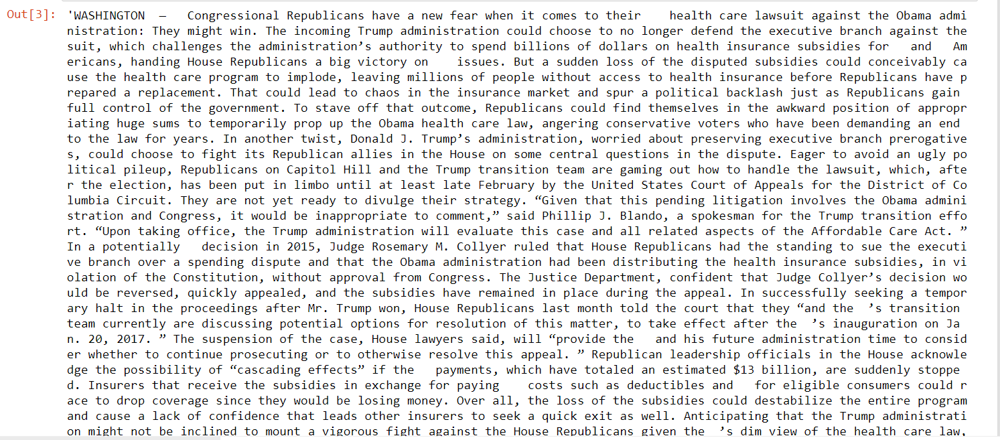 Out[3]: 'WASHINGTON  —   Congressional Republicans have a new fear when it comes to their    health care lawsuit against the Obama admi
nistration: They might win. The incoming Trump administration could choose to no longer defend the executive branch against the
suit, which challenges the administration’s authority to spend billions of dollars on health insurance subsidies for   and   Am
ericans, handing House Republicans a big victory on    issues. But a sudden loss of the disputed subsidies could conceivably ca
use the health care program to implode, leaving millions of people without access to health insurance before Republicans have p
repared a replacement. That could lead to chaos in the insurance market and spur a political backlash just as Republicans gain
full control of the government. To stave off that outcome, Republicans could find themselves in the awkward position of appropr
iating huge sums to temporarily prop up the Obama health care law, angering conservative voters who have been demanding an end
to the law for years. In another twist, Donald J. Trump’s administration, worried about preserving executive branch prerogative
s, could choose to fight its Republican allies in the House on some central questions in the dispute. Eager to avoid an ugly po
litical pileup, Republicans on Capitol Hill and the Trump transition team are gaming out how to handle the lawsuit, which, afte
r the election, has been put in limbo until at least late February by the United States Court of Appeals for the District of Co
lumbia Circuit. They are not yet ready to divulge their strategy. “Given that this pending litigation involves the Obama admini
stration and Congress, it would be inappropriate to comment,” said Phillip J. Blando, a spokesman for the Trump transition effo
rt. “Upon taking office, the Trump administration will evaluate this case and all related aspects of the Affordable Care Act. ”
In a potentially   decision in 2015, Judge Rosemary M. Collyer ruled that House Republicans had the standing to sue the executi
ve branch over a spending dispute and that the Obama administration had been distributing the health insurance subsidies, in vi
olation of the Constitution, without approval from Congress. The Justice Department, confident that Judge Collyer’s decision wo
uld be reversed, quickly appealed, and the subsidies have remained in place during the appeal. In successfully seeking a tempor
ary halt in the proceedings after Mr. Trump won, House Republicans last month told the court that they “and the  ’s transition
team currently are discussing potential options for resolution of this matter, to take effect after the  ’s inauguration on Ja
n. 20, 2017. ” The suspension of the case, House lawyers said, will “provide the   and his future administration time to consid
er whether to continue prosecuting or to otherwise resolve this appeal. ” Republican leadership officials in the House acknowle
dge the possibility of “cascading effects” if the   payments, which have totaled an estimated $13 billion, are suddenly stoppe
d. Insurers that receive the subsidies in exchange for paying    costs such as deductibles and   for eligible consumers could r
ace to drop coverage since they would be losing money. Over all, the loss of the subsidies could destabilize the entire program
and cause a lack of confidence that leads other insurers to seek a quick exit as well. Anticipating that the Trump administrati
on might not be inclined to mount a vigorous fight against the House Republicans given the  ’s dim view of the health care law,